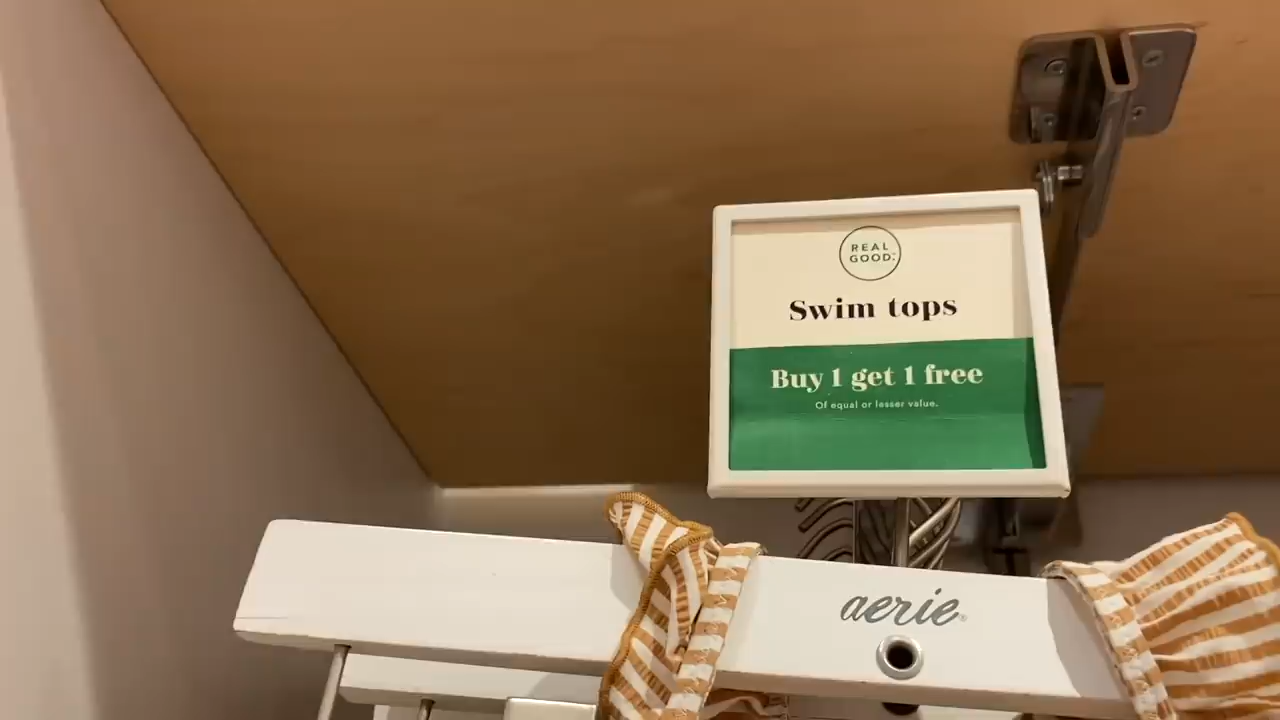 REAL
GOOD.
Swim tops
Buy 1 get 1 free
Of equal or lesser value.
aerie®